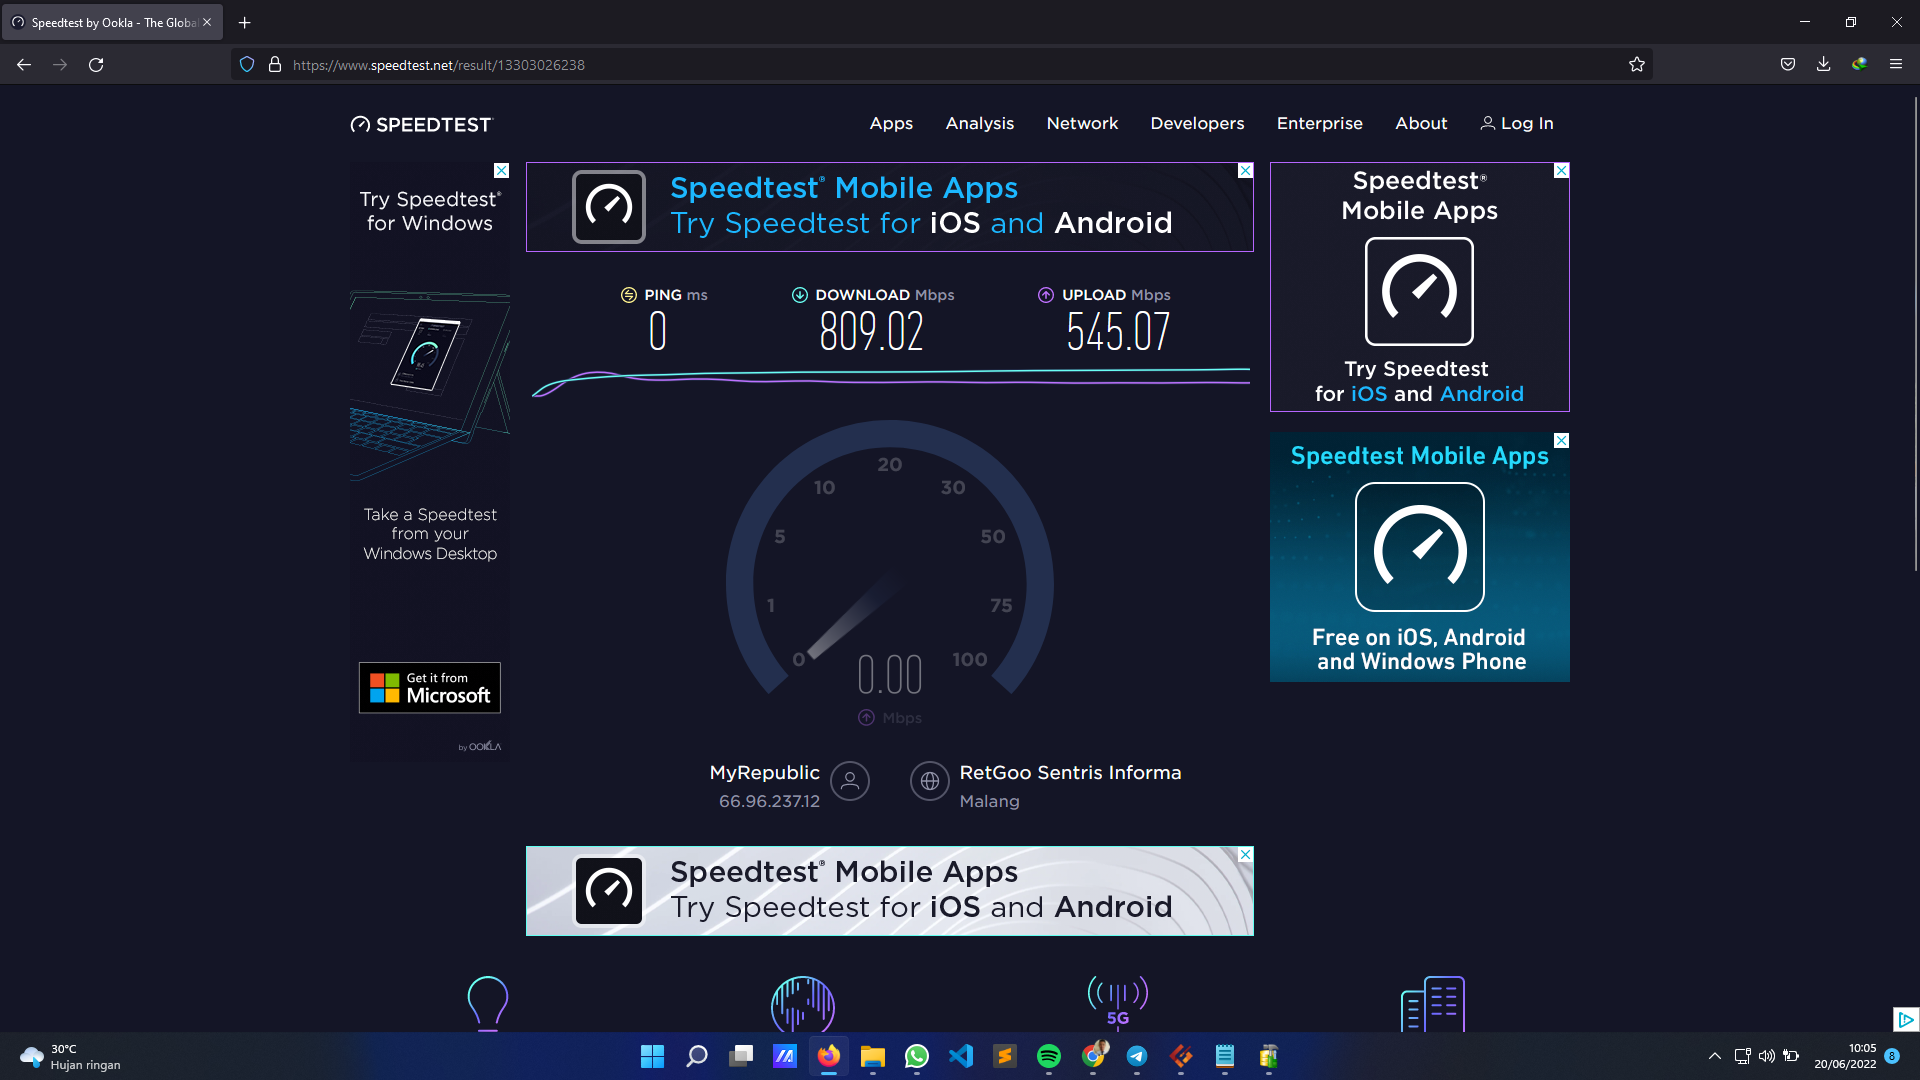 Speedtest by Ookla - The Global
https://www.speedtest.net/result/13303026238
SPEEDTEST
Apps
Analysis
Network
Developers
Enterprise
About
Log In
Try Speedtest®
for Windows
Take a Speedtest
from your
Windows Desktop
Get it from
Microsoft
by OOKLA
Speedtest® Mobile Apps
Try Speedtest for iOS and Android
PING ms
0
DOWNLOAD Mbps
809.02
UPLOAD Mbps
545.07
0
1
5
10
20
30
50
75
100
0.00
Mbps
MyRepublic
66.96.237.12
RetGoo Sentris Informa
Malang
Speedtest®
Mobile Apps
Try Speedtest
for iOS and Android
Speedtest Mobile Apps
Free on iOS, Android
and Windows Phone
Speedtest® Mobile Apps
Try Speedtest for iOS and Android
5G
30°C
Hujan ringan
10:05
20/06/2022
8